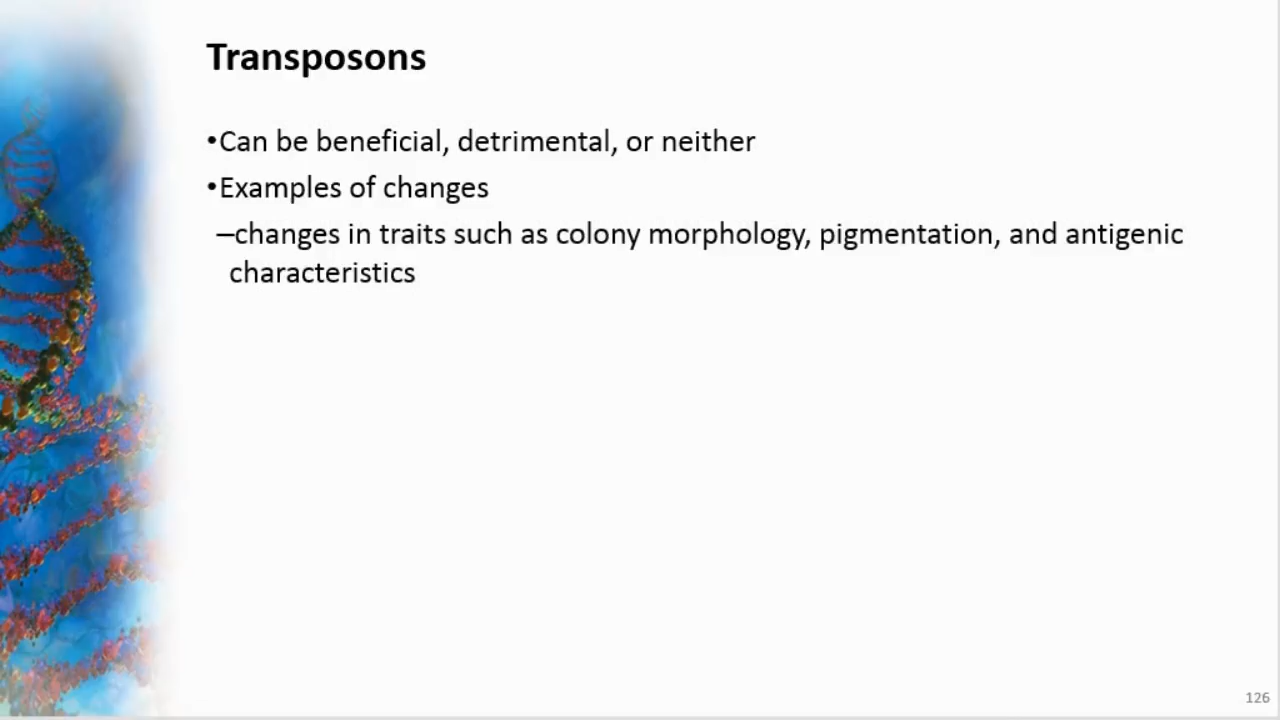 Transposons
•Can be beneficial, detrimental, or neither
•Examples of changes
–changes in traits such as colony morphology, pigmentation, and antigenic
characteristics
126